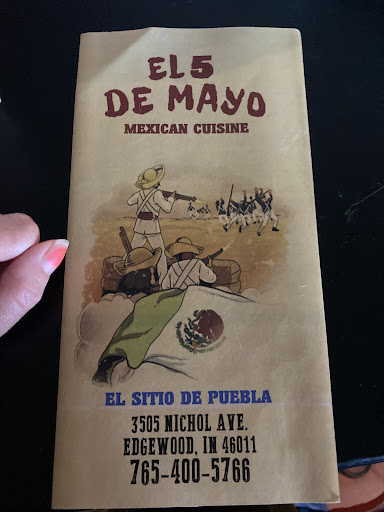 EL 5
DE MAYO
MEXICAN CUISINE
EL SITIO DE PUEBLA
3505 NICHOL AVE.
EDGEWOOD, IN 46011
765-400-5766